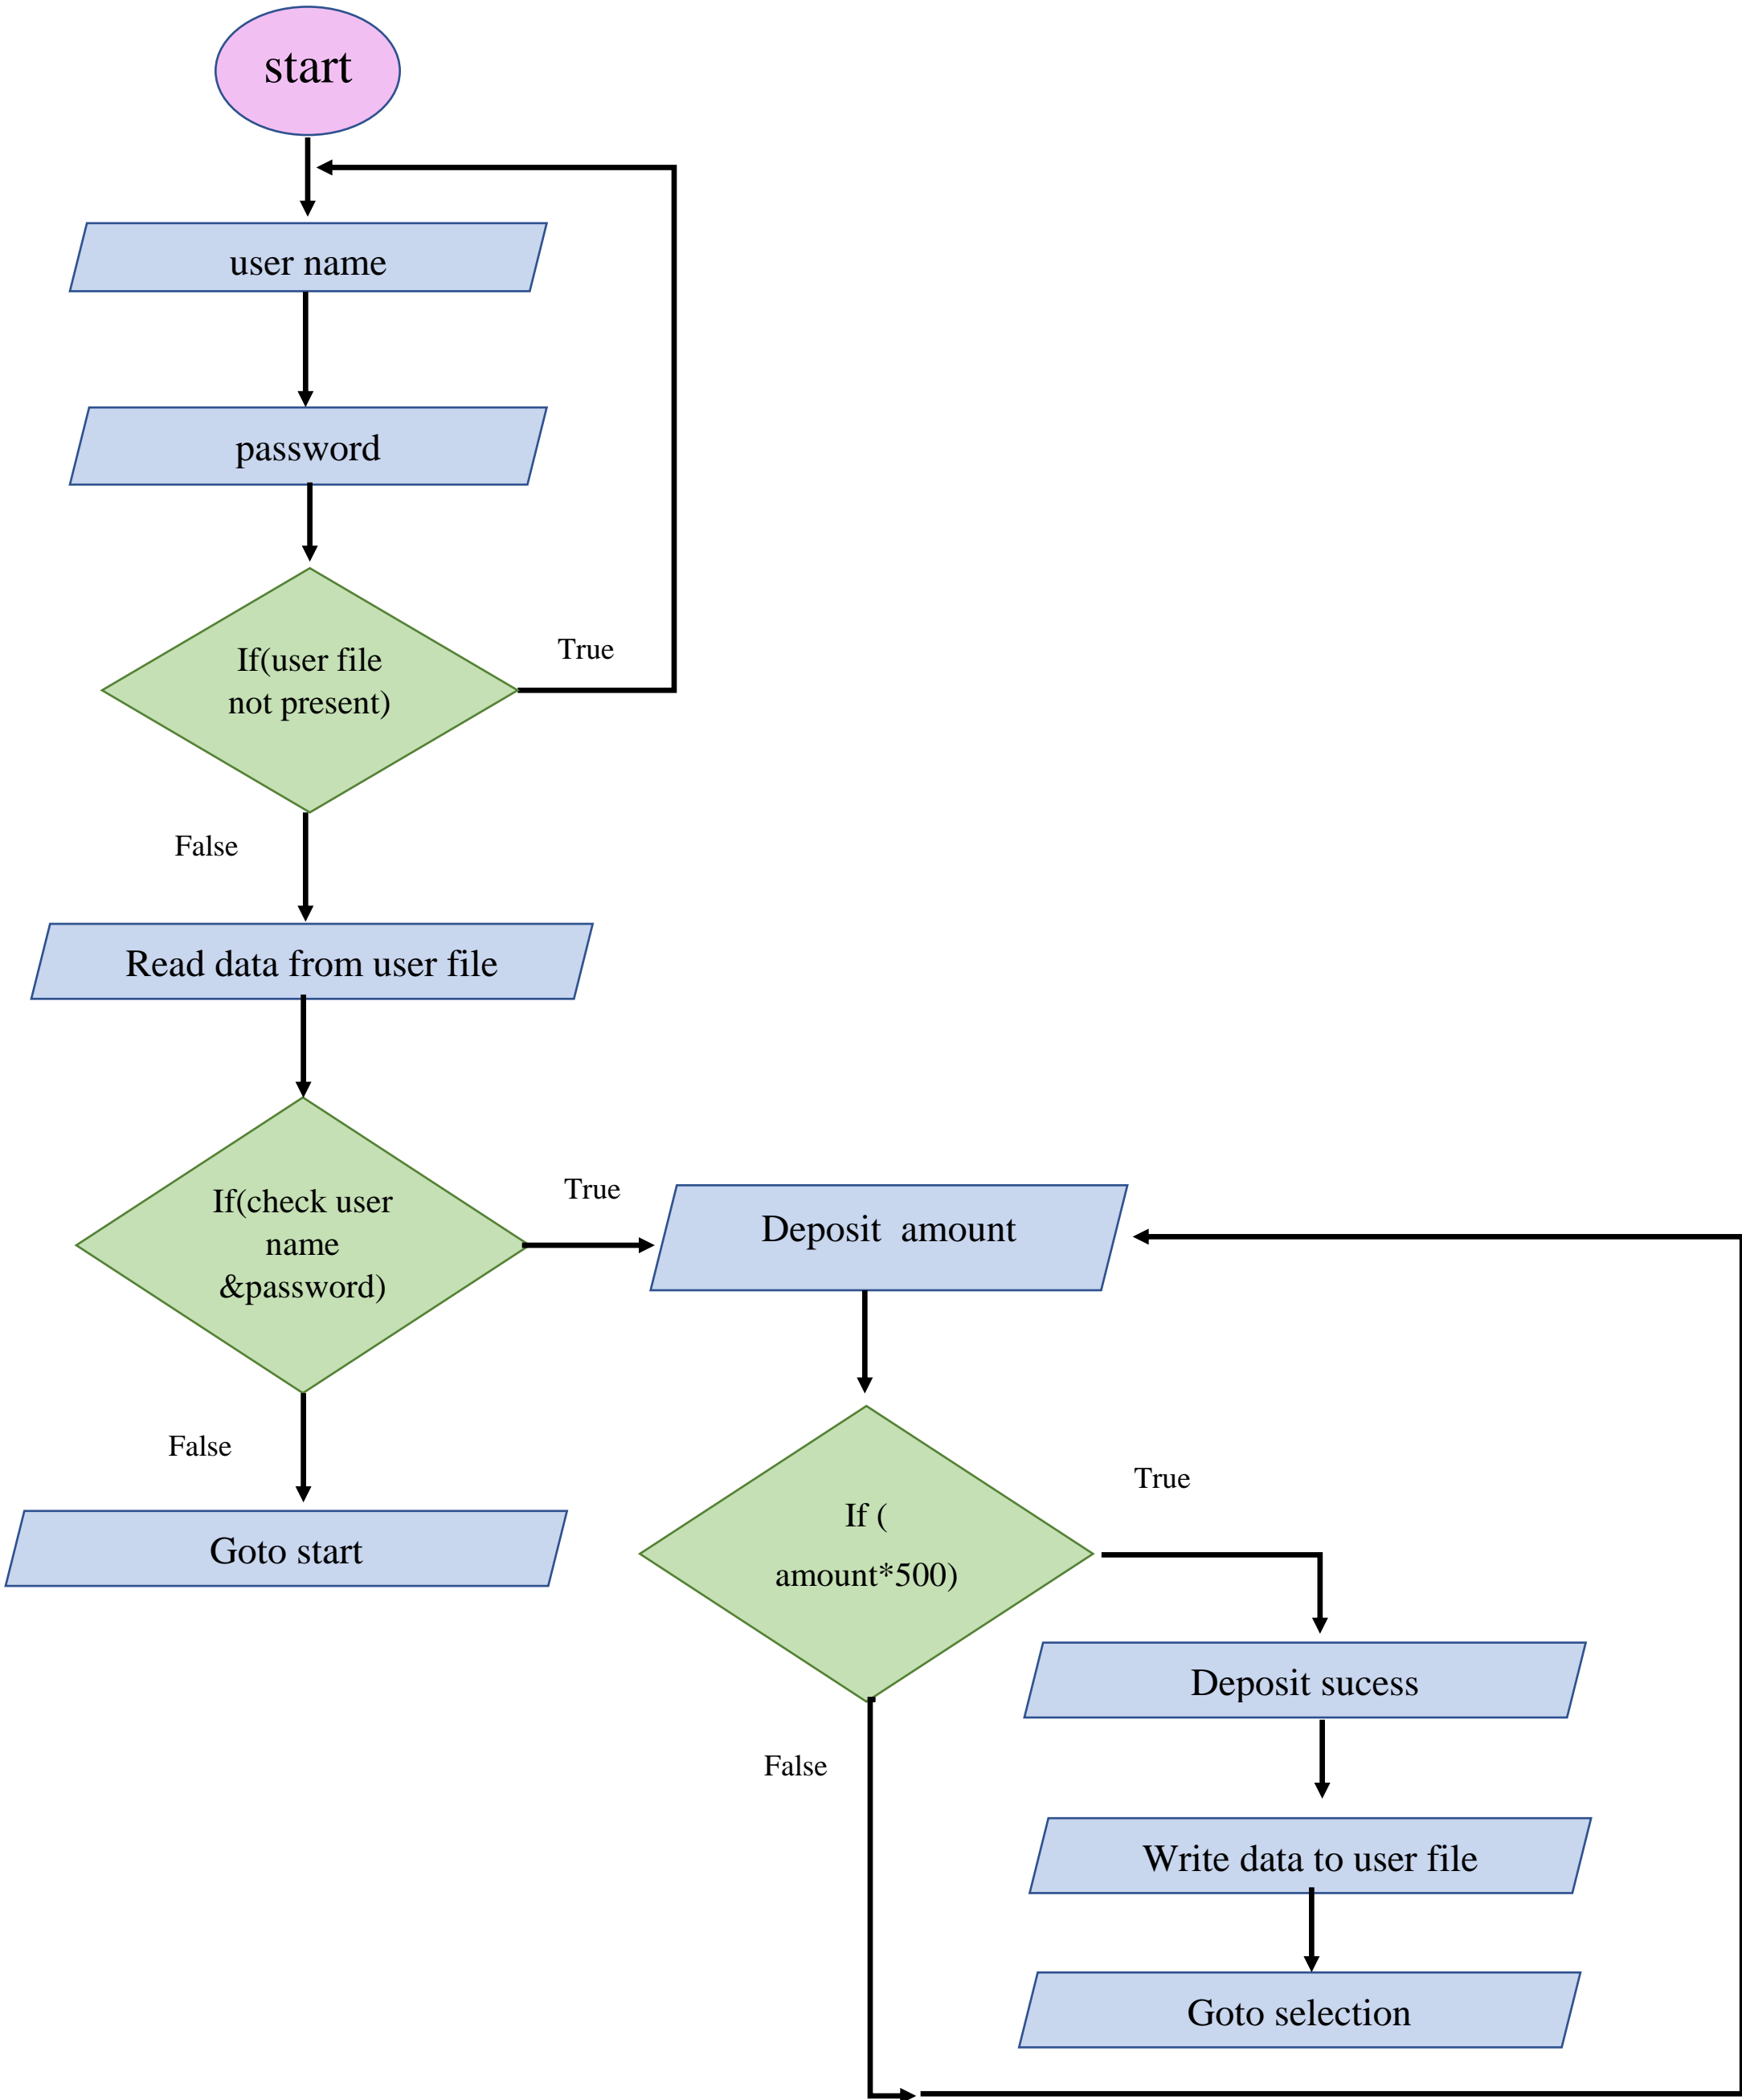 start
user name
password
If(user file
not present)
True
False
Read data from user file
If(check user
name
&password)
True
False
Goto start
Deposit  amount
If (
amount*500)
True
False
Deposit sucess
Write data to user file
Goto selection